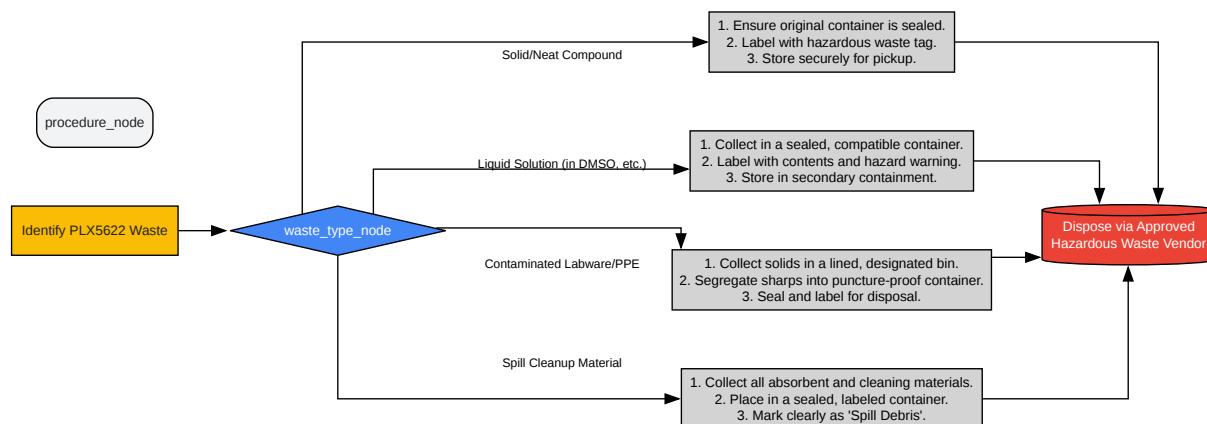 1. Ensure original container is sealed.
2. Label with hazardous waste tag.
3. Store securely for pickup.
Solid/Neat Compound
procedure_node
1. Collect in a sealed, compatible container.
2. Label with contents and hazard warning.
3. Store in secondary containment.
Liquid Solution (in DMSO, etc.)
Identify PLX5622 Waste
waste_type_node
Dispose via Approved
Hazardous Waste Vendor
Contaminated Labware/PPE
1. Collect solids in a lined, designated bin.
2. Segregate sharps into puncture-proof container.
3. Seal and label for disposal.
Spill Cleanup Material
1. Collect all absorbent and cleaning materials.
2. Place in a sealed, labeled container.
3. Mark clearly as 'Spill Debris'.